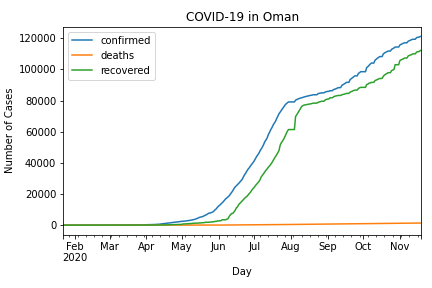 COVID-19 in Oman
confirmed
deaths
recovered
Number of Cases
120000
100000
80000
60000
40000
20000
0
Feb Mar Apr May Jun Jul Aug Sep Oct Nov
2020
Day